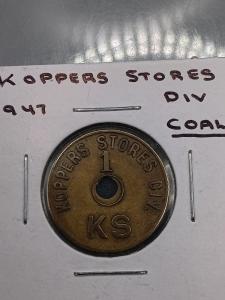 KOPPERS STORES
947 DIV
COAL
KOPPERS STORES DIV.
1
KS